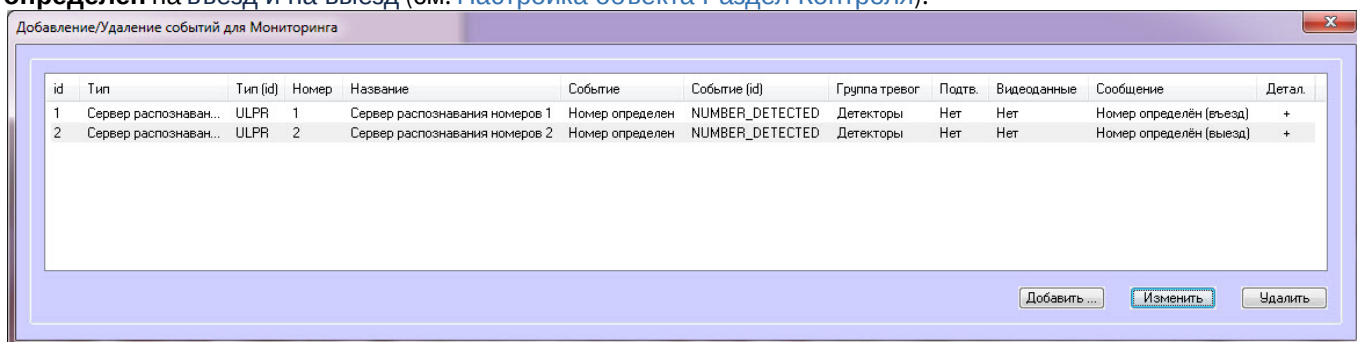 определен на въезд и на выезд (см. Настройка объекта Раздел Контроля).
Добавление/Удаление событий для Мониторинга
x
id Тип Тип (id) Номер Название Событие Событие (id) Группа тревог Подтв. Видеоданные Сообщение Детал.
1 Сервер распознаван... ULPR 1 Сервер распознавания номеров 1 Номер определен NUMBER_DETECTED Детекторы Нет Нет Номер определён (въезд) +
2 Сервер распознаван... ULPR 2 Сервер распознавания номеров 2 Номер определен NUMBER_DETECTED Детекторы Нет Нет Номер определён (выезд) +
Добавить ... Изменить Удалить